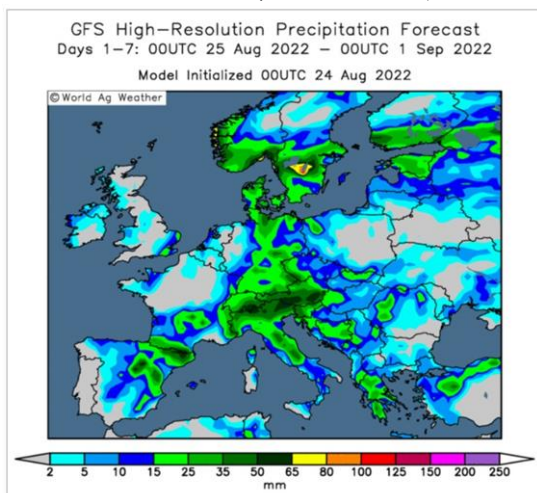 GFS High-Resolution Precipitation Forecast
Days 1-7: 00UTC 25 Aug 2022 - 00UTC 1 Sep 2022
Model Initialized 00UTC 24 Aug 2022
© World Ag Weather
2 5 10 15 25 35 50 65 80 100 125 150 200 250
mm